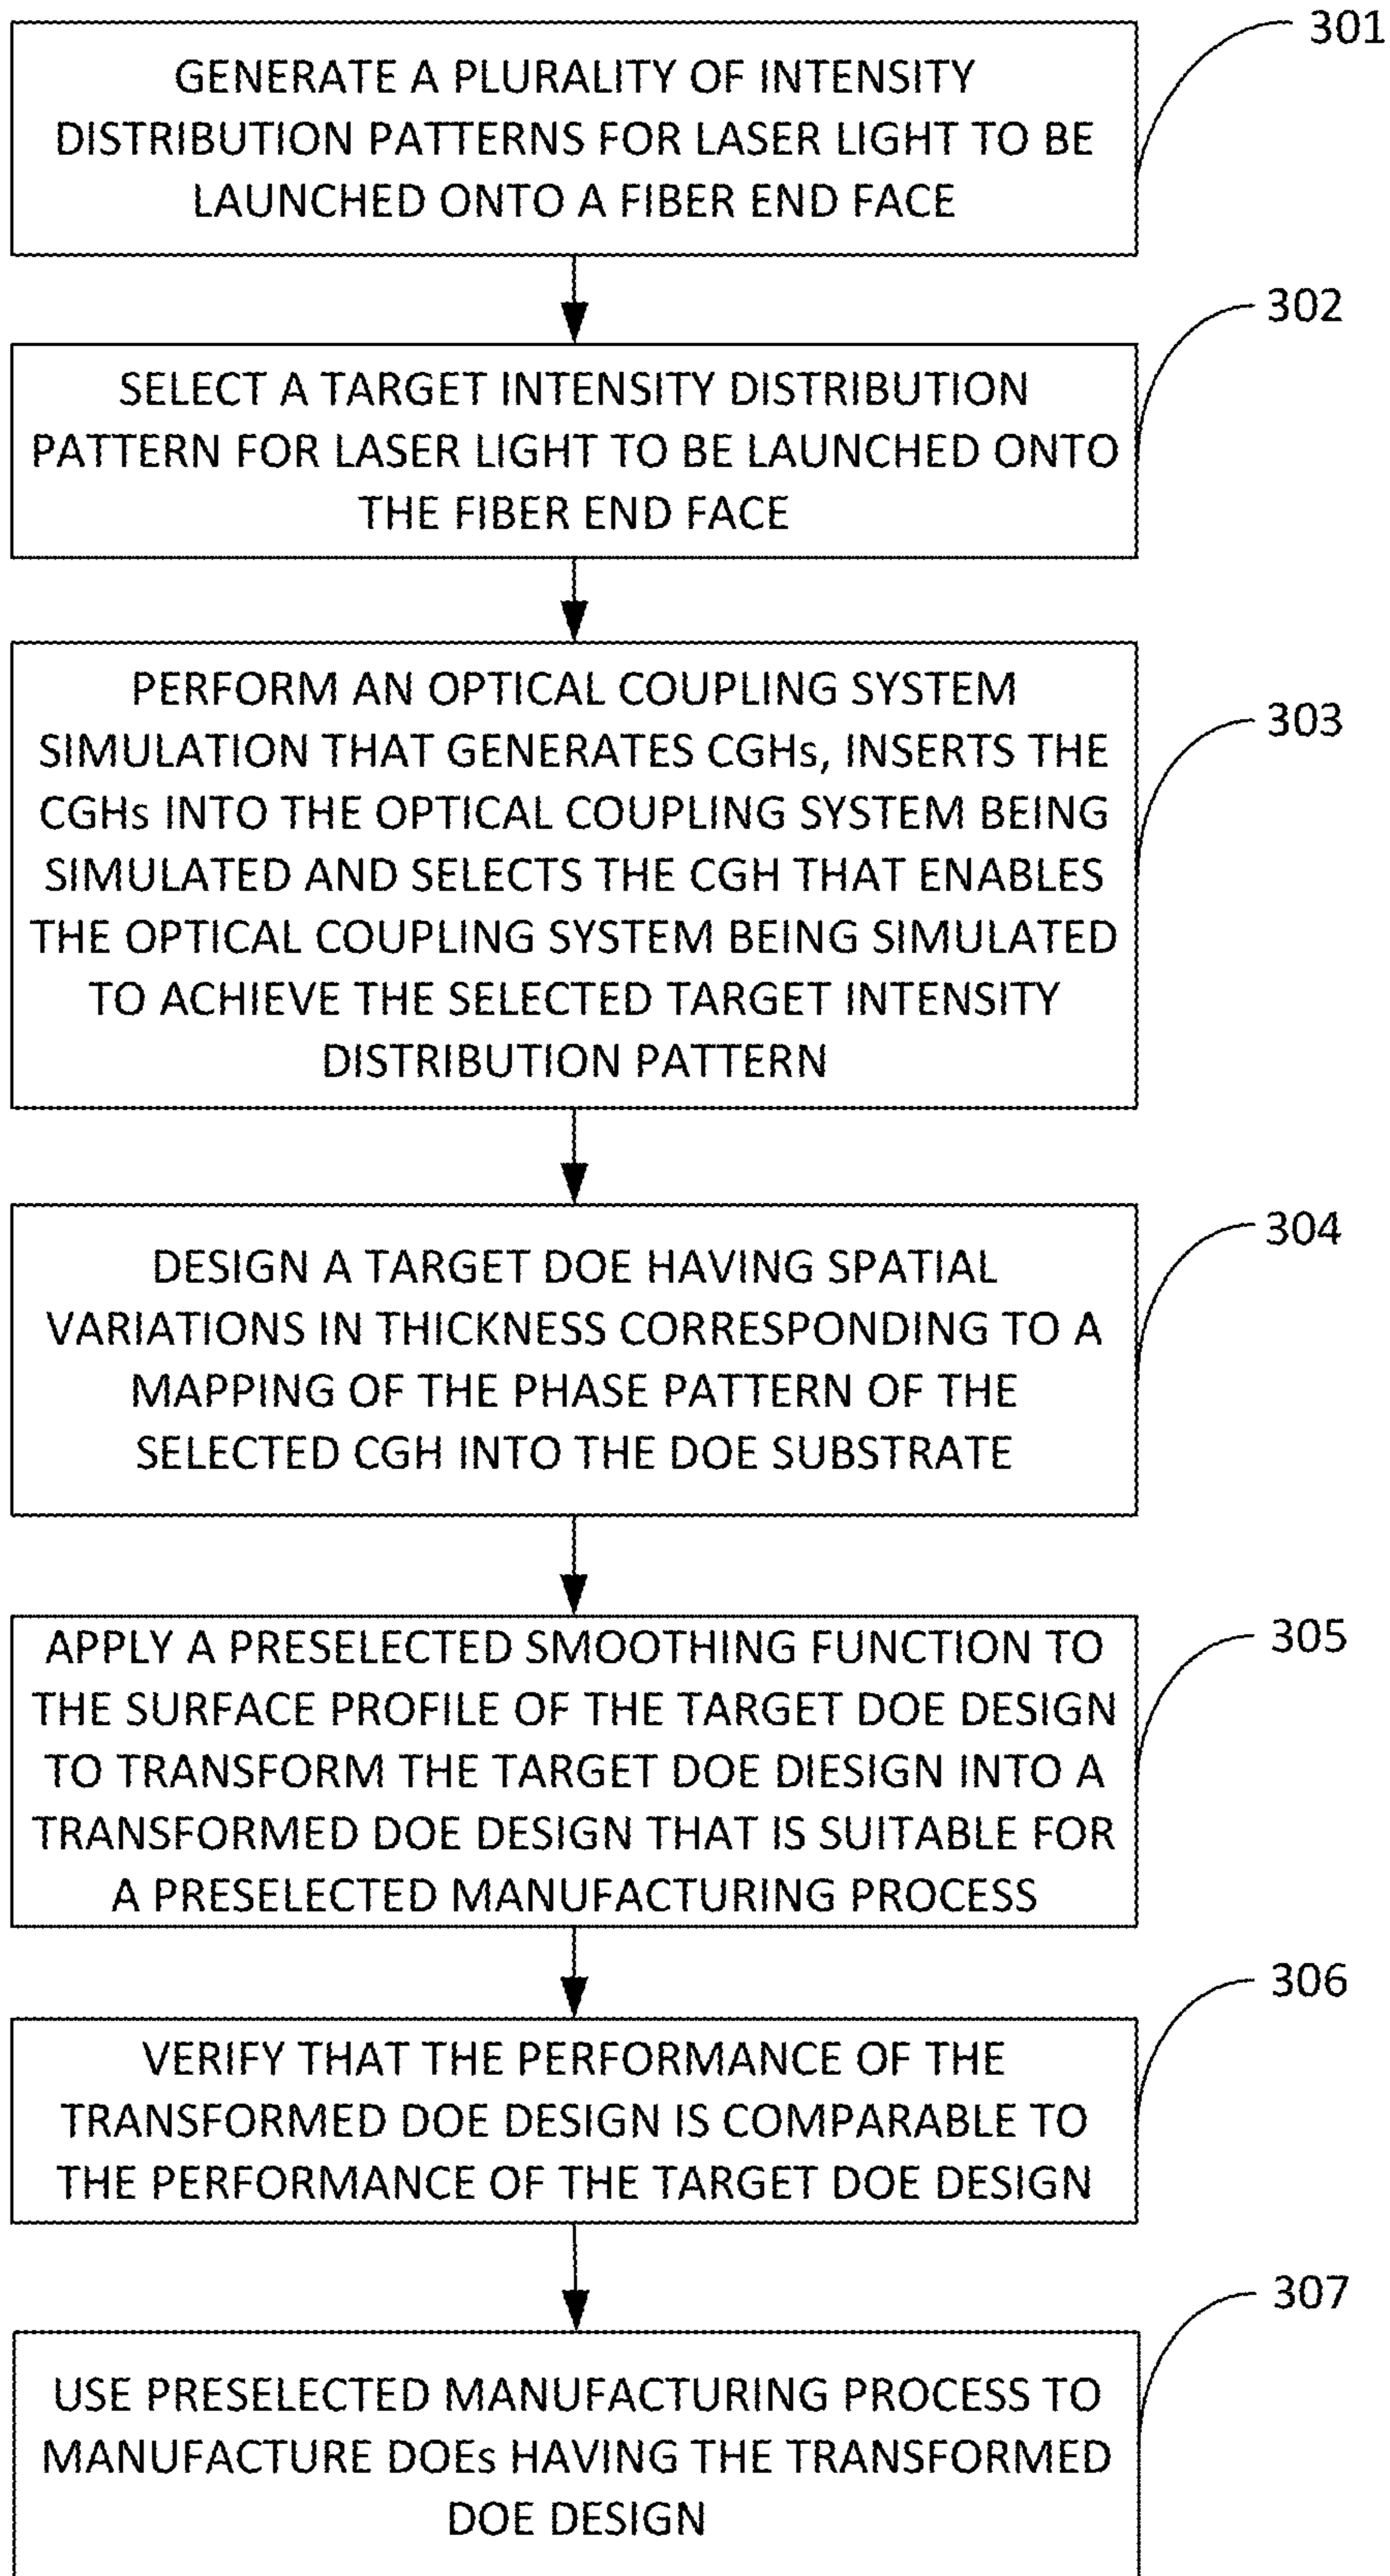 301
GENERATE A PLURALITY OF INTENSITY
DISTRIBUTION PATTERNS FOR LASER LIGHT TO BE
LAUNCHED ONTO A FIBER END FACE
302
SELECT A TARGET INTENSITY DISTRIBUTION
PATTERN FOR LASER LIGHT TO BE LAUNCHED ONTO
THE FIBER END FACE
303
PERFORM AN OPTICAL COUPLING SYSTEM
SIMULATION THAT GENERATES CGHs, INSERTS THE
CGHs INTO THE OPTICAL COUPLING SYSTEM BEING
SIMULATED AND SELECTS THE CGH THAT ENABLES
THE OPTICAL COUPLING SYSTEM BEING SIMULATED
TO ACHIEVE THE SELECTED TARGET INTENSITY
DISTRIBUTION PATTERN
304
DESIGN A TARGET DOE HAVING SPATIAL
VARIATIONS IN THICKNESS CORRESPONDING TO A
MAPPING OF THE PHASE PATTERN OF THE
SELECTED CGH INTO THE DOE SUBSTRATE
305
APPLY A PRESELECTED SMOOTHING FUNCTION TO
THE SURFACE PROFILE OF THE TARGET DOE DESIGN
TO TRANSFORM THE TARGET DOE DIESIGN INTO A
TRANSFORMED DOE DESIGN THAT IS SUITABLE FOR
A PRESELECTED MANUFACTURING PROCESS
306
VERIFY THAT THE PERFORMANCE OF THE
TRANSFORMED DOE DESIGN IS COMPARABLE TO
THE PERFORMANCE OF THE TARGET DOE DESIGN
307
USE PRESELECTED MANUFACTURING PROCESS TO
MANUFACTURE DOEs HAVING THE TRANSFORMED
DOE DESIGN